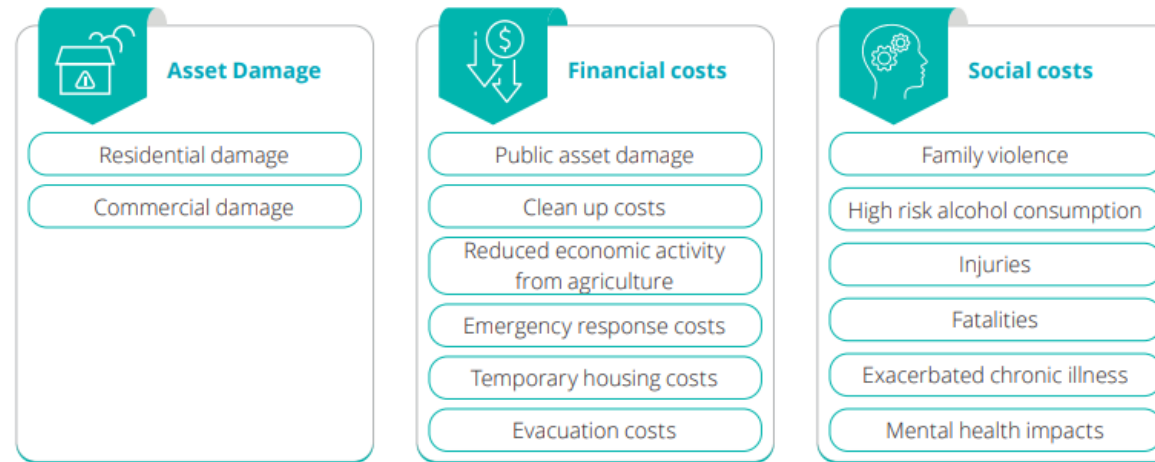 Asset Damage
Residential damage
Commercial damage
Financial costs
Public asset damage
Clean up costs
Reduced economic activity
from agriculture
Emergency response costs
Temporary housing costs
Evacuation costs
Social costs
Family violence
High risk alcohol consumption
Injuries
Fatalities
Exacerbated chronic illness
Mental health impacts